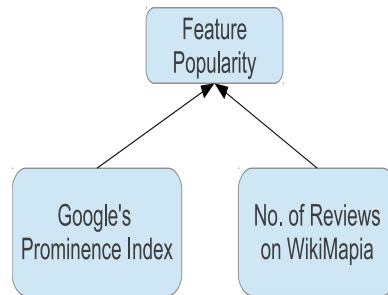 Feature
Popularity
Google's
Prominence Index
No. of Reviews
on WikiMapia